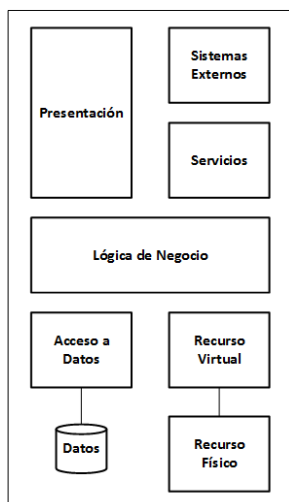 Presentación
Sistemas
Externos
Servicios
Lógica de Negocio
Acceso a
Datos
Recurso
Virtual
Datos
Recurso
Físico